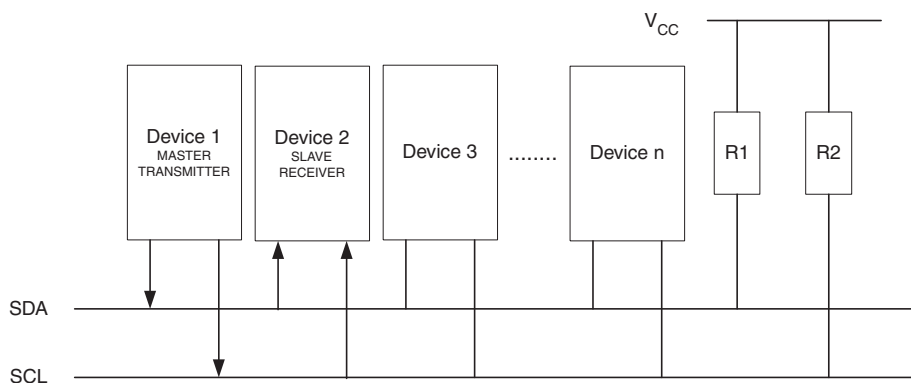 VCC
Device 1
MASTER
TRANSMITTER
Device 2
SLAVE
RECEIVER
Device 3
........
Device n
R1
R2
SDA
SCL